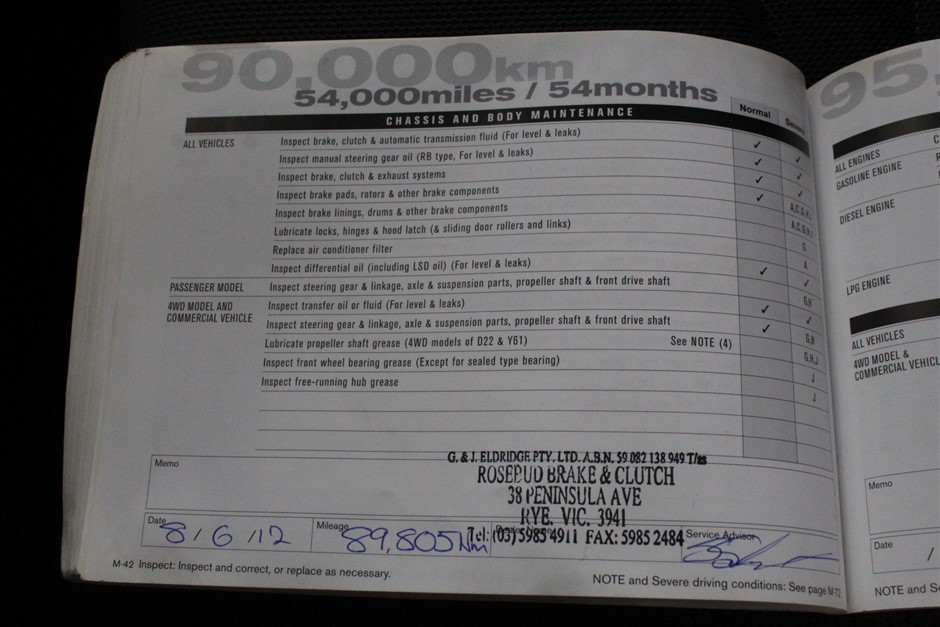 90,000km
54,000miles / 54months
CHASSIS AND BODY MAINTENANCE Normal
ALL VEHICLES Inspect brake, clutch & automatic transmission fluid (For level & leaks) ✓ ✓
Inspect manual steering gear oil (RB type, For level & leaks) ✓ ✓
Inspect brake, clutch & exhaust systems ✓ ✓
Inspect brake pads, rotors & other brake components ✓
Inspect brake linings, drums & other brake components
Lubricate locks, hinges & hood latch (& sliding door rollers and links) G
Replace air conditioner filter A
Inspect differential oil (including LSD oil) (For level & leaks) ✓ ✓
PASSENGER MODEL Inspect steering gear & linkage, axle & suspension parts, propeller shaft & front drive shaft G,H
4WD MODEL AND
COMMERCIAL VEHICLE
Inspect transfer oil or fluid (For level & leaks) ✓ ✓
Inspect steering gear & linkage, axle & suspension parts, propeller shaft & front drive shaft ✓ G,H
Lubricate propeller shaft grease (4WD models of D22 & Y61) See NOTE (4) G,H,J
Inspect front wheel bearing grease (Except for sealed type bearing) J
Inspect free-running hub grease J
Memo
G. & J. ELDRIDGE PTY. LTD. A.B.N. 59 082 138 949 T/as
ROSEBUD BRAKE & CLUTCH
38 PENINSULA AVE
RYE. VIC. 3941
Tel: (03) 5985 4911 FAX: 5985 2484
Date 8/6/12 Mileage 89,805 Service Advisor
M-42 Inspect: Inspect and correct, or replace as necessary.
NOTE and Severe driving conditions: See page M-72
95,
ALL ENGINES
GASOLINE ENGINE
DIESEL ENGINE
LPG ENGINE
ALL VEHICLES
4WD MODEL &
COMMERCIAL VEHICL
Memo
Date /
NOTE and S